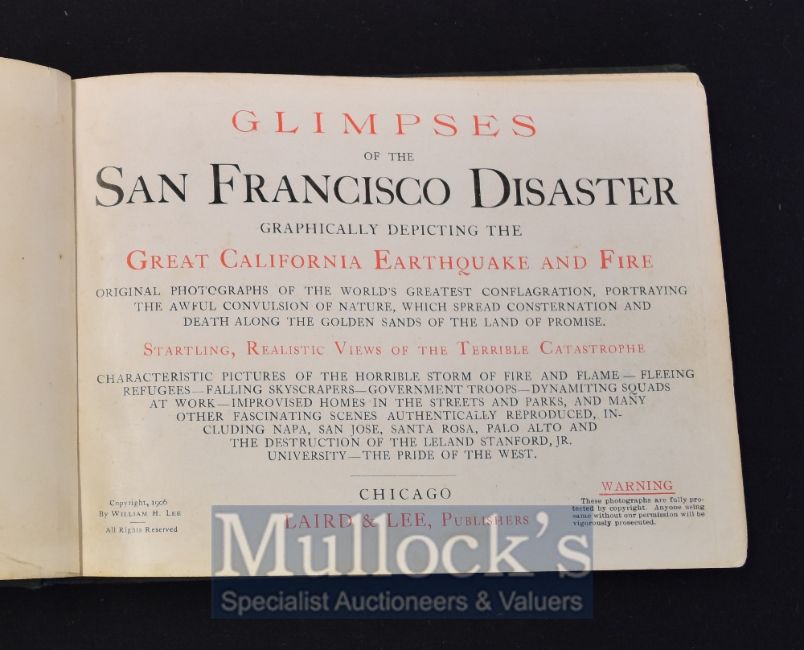 GLIMPSES
OF THE
SAN FRANCISCO DISASTER
GRAPHICALLY DEPICTING THE
GREAT CALIFORNIA EARTHQUAKE AND FIRE
ORIGINAL PHOTOGRAPHS OF THE WORLD'S GREATEST CONFLAGRATION, PORTRAYING
THE AWFUL CONVULSION OF NATURE, WHICH SPREAD CONSTERNATION AND
DEATH ALONG THE GOLDEN SANDS OF THE LAND OF PROMISE.
STARTLING, REALISTIC VIEWS OF THE TERRIBLE CATASTROPHE
CHARACTERISTIC PICTURES OF THE HORRIBLE STORM OF FIRE AND FLAME — FLEEING
REFUGEES—FALLING SKYSCRAPERS—GOVERNMENT TROOPS—DYNAMITING SQUADS
AT WORK—IMPROVISED HOMES IN THE STREETS AND PARKS, AND MANY
OTHER FASCINATING SCENES AUTHENTICALLY REPRODUCED, IN-
CLUDING NAPA, SAN JOSE, SANTA ROSA, PALO ALTO AND
THE DESTRUCTION OF THE LELAND STANFORD, JR.
UNIVERSITY—THE PRIDE OF THE WEST.
Copyright, 1906
By WILLIAM H. LEE
All Rights Reserved
CHICAGO
LAIRD & LEE, PUBLISHERS
WARNING
These photographs are fully pro-
tected by copyright. Anyone using
same without our permission will be
vigorously prosecuted.
Mullock's
Specialist Auctioneers & Valuers